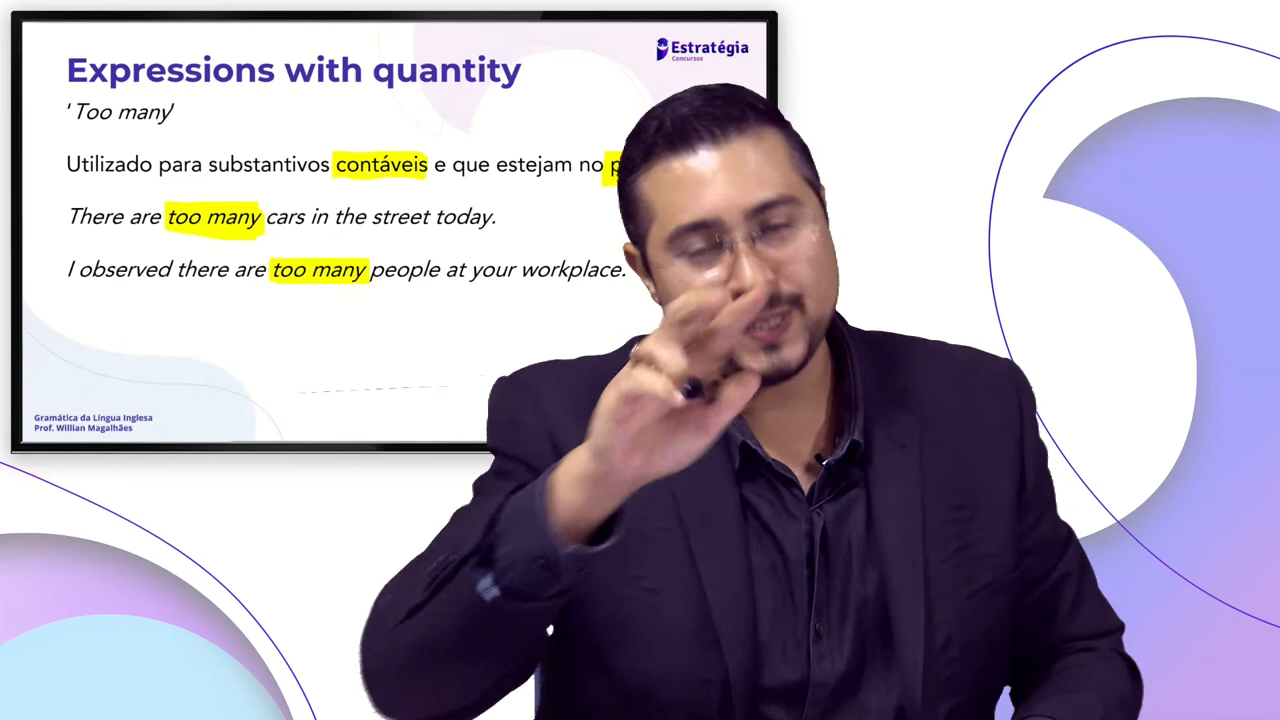 Estratégia
Concursos
Expressions with quantity
‘Too many’
Utilizado para substantivos contáveis e que estejam no
There are too many cars in the street today.
I observed there are too many people at your workplace.
Gramática da Língua Inglesa
Prof. Willian Magalhães